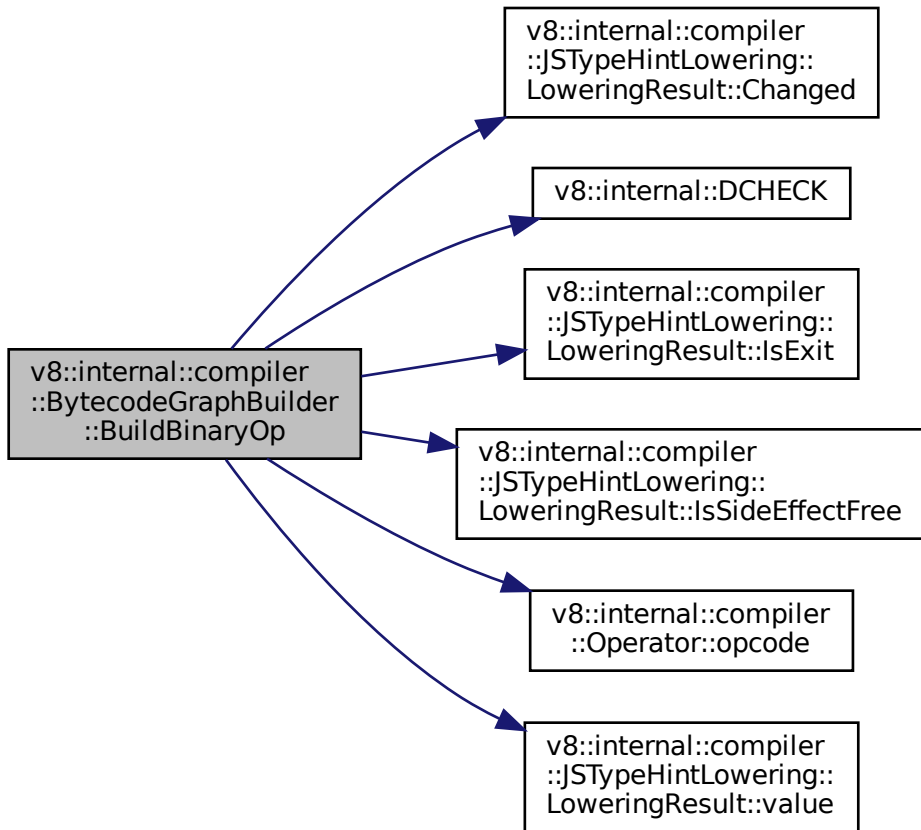 v8::internal::compiler
::JSTypeHintLowering::
LoweringResult::Changed
v8::internal::DCHECK
v8::internal::compiler
::JSTypeHintLowering::
LoweringResult::IsExit
v8::internal::compiler
::BytecodeGraphBuilder
::BuildBinaryOp
v8::internal::compiler
::JSTypeHintLowering::
LoweringResult::IsSideEffectFree
v8::internal::compiler
::Operator::opcode
v8::internal::compiler
::JSTypeHintLowering::
LoweringResult::value